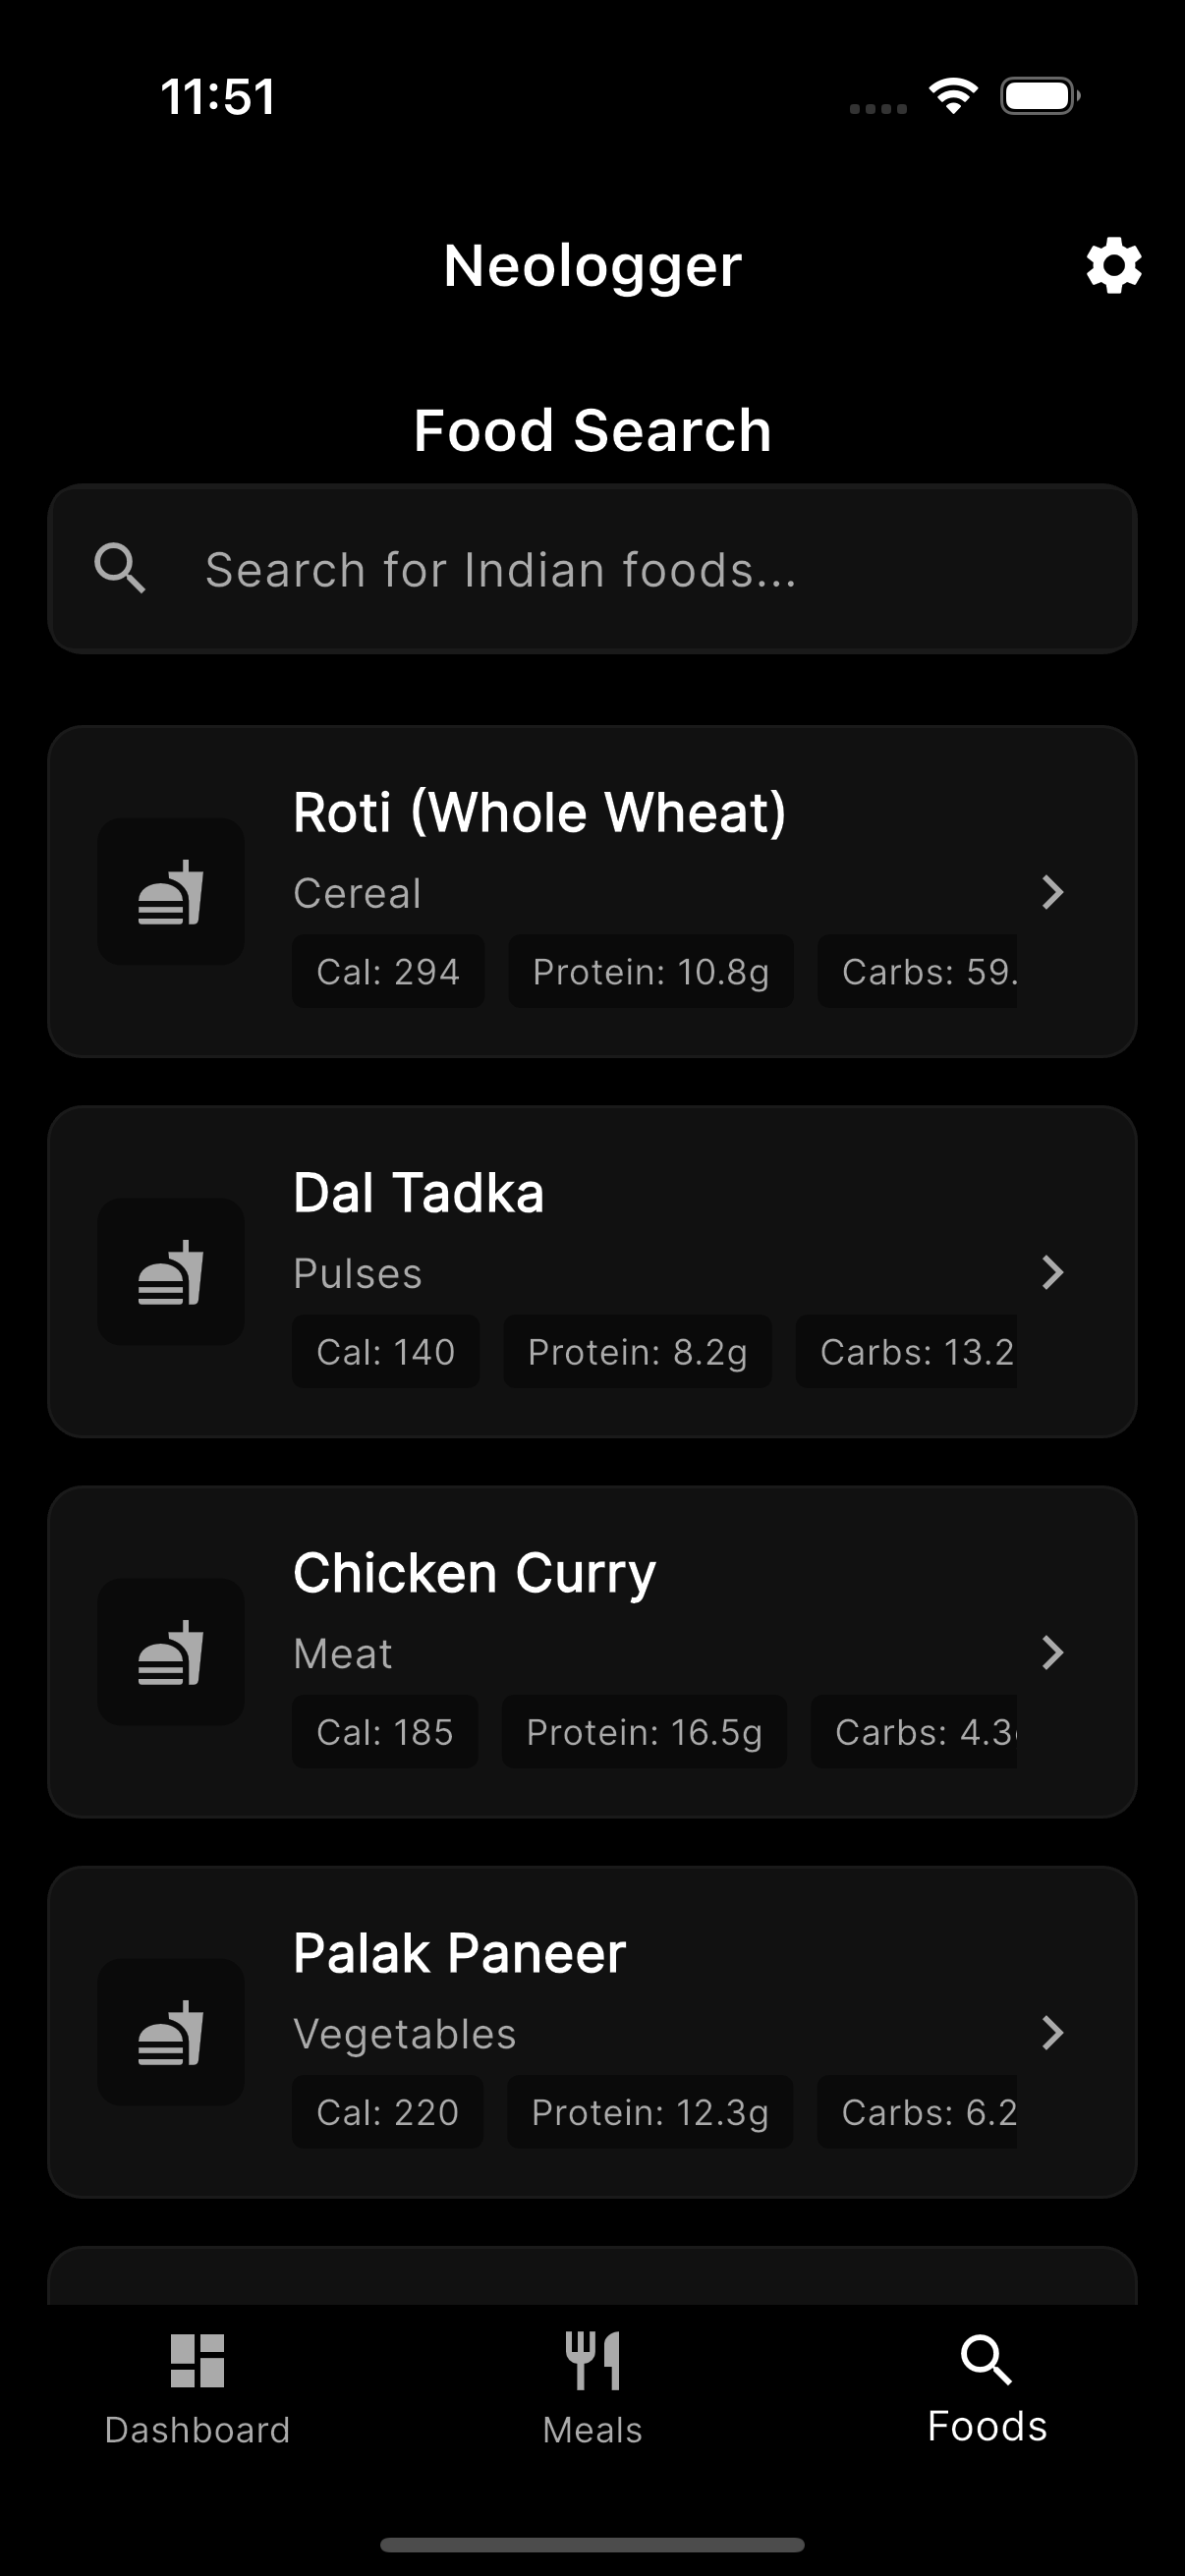 11:51
Neologger
Food Search
Search for Indian foods...
Roti (Whole Wheat)
Cereal
Cal: 294 Protein: 10.8g Carbs: 59.
Dal Tadka
Pulses
Cal: 140 Protein: 8.2g Carbs: 13.2
Chicken Curry
Meat
Cal: 185 Protein: 16.5g Carbs: 4.3
Palak Paneer
Vegetables
Cal: 220 Protein: 12.3g Carbs: 6.2
Dashboard Meals Foods